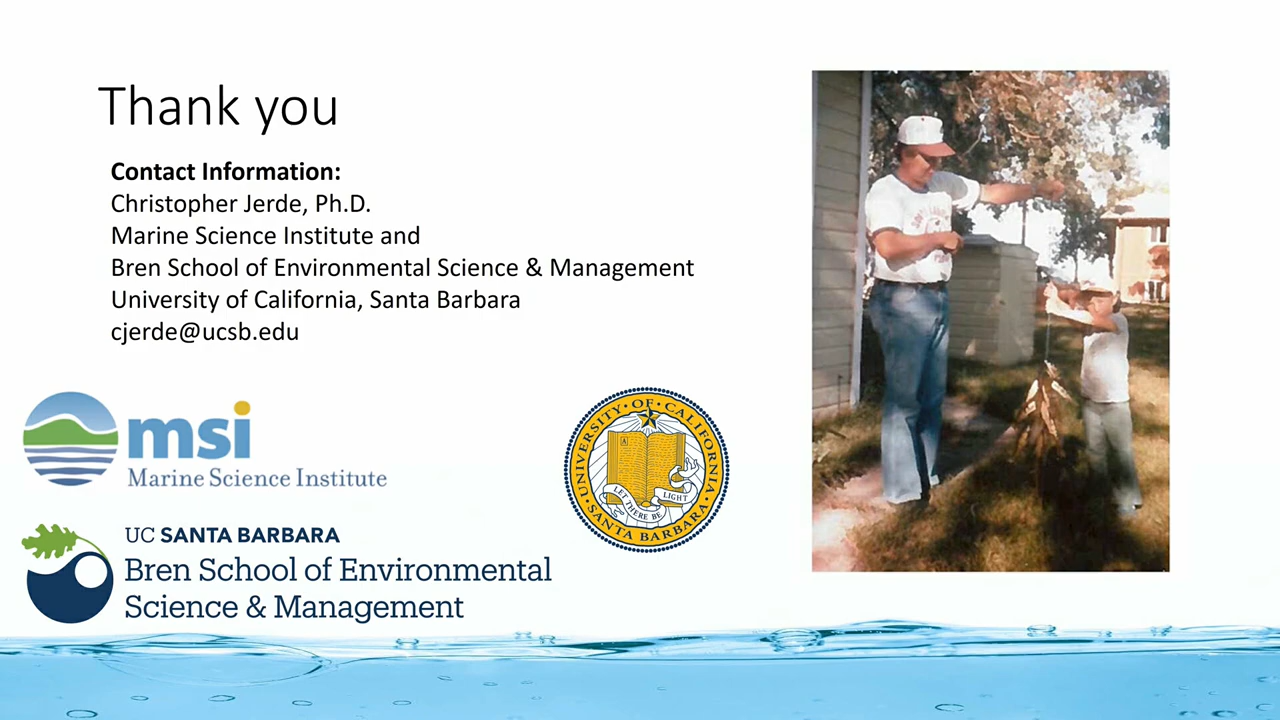 Thank you
Contact Information:
Christopher Jerde, Ph.D.
Marine Science Institute and
Bren School of Environmental Science & Management
University of California, Santa Barbara
cjerde@ucsb.edu
msi
Marine Science Institute
UNIVERSITY · OF · CALIFORNIA
A
LET THERE BE LIGHT
SANTA BARBARA
UC SANTA BARBARA
Bren School of Environmental
Science & Management